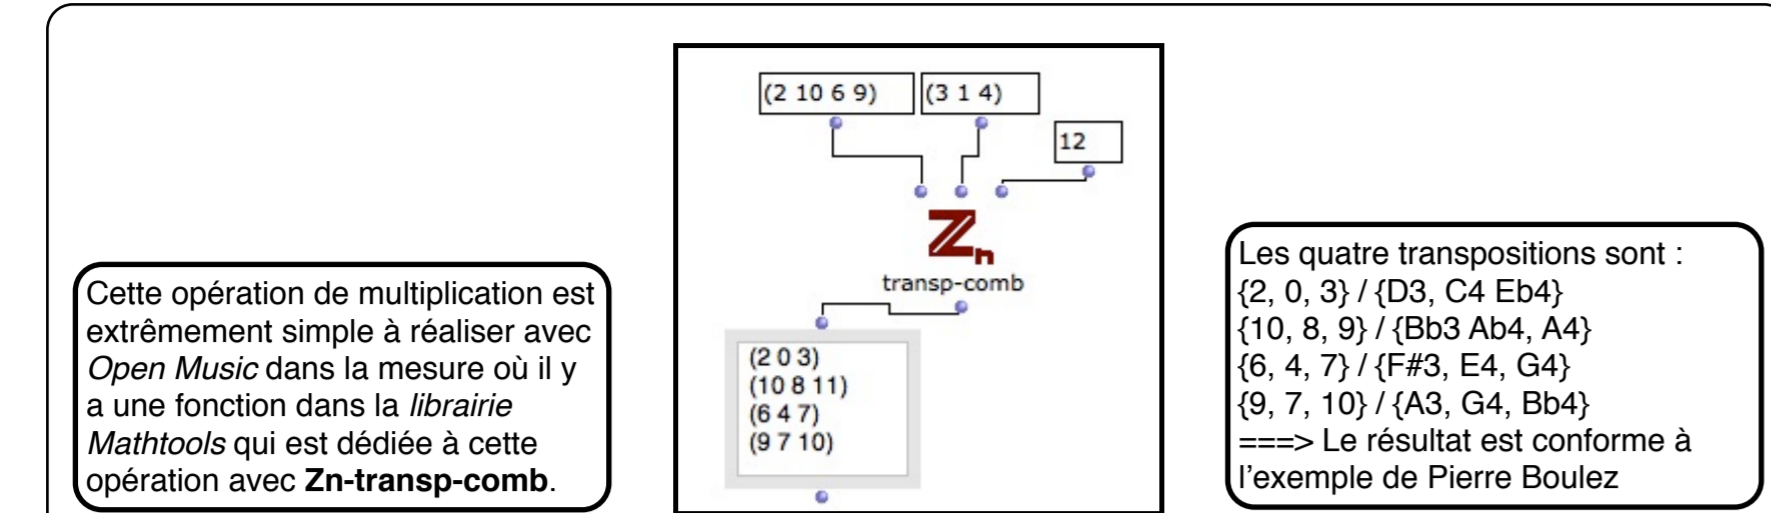 Cette opération de multiplication est
extrêmement simple à réaliser avec
Open Music dans la mesure où il y
a une fonction dans la librairie
Mathtools qui est dédiée à cette
opération avec Zn-transp-comb.
(2 10 6 9)
(3 1 4)
12
Zn
transp-comb
(2 0 3)
(10 8 11)
(6 4 7)
(9 7 10)
Les quatre transpositions sont :
{2, 0, 3} / {D3, C4 Eb4}
{10, 8, 9} / {Bb3 Ab4, A4}
{6, 4, 7} / {F#3, E4, G4}
{9, 7, 10} / {A3, G4, Bb4}
===> Le résultat est conforme à
l'exemple de Pierre Boulez